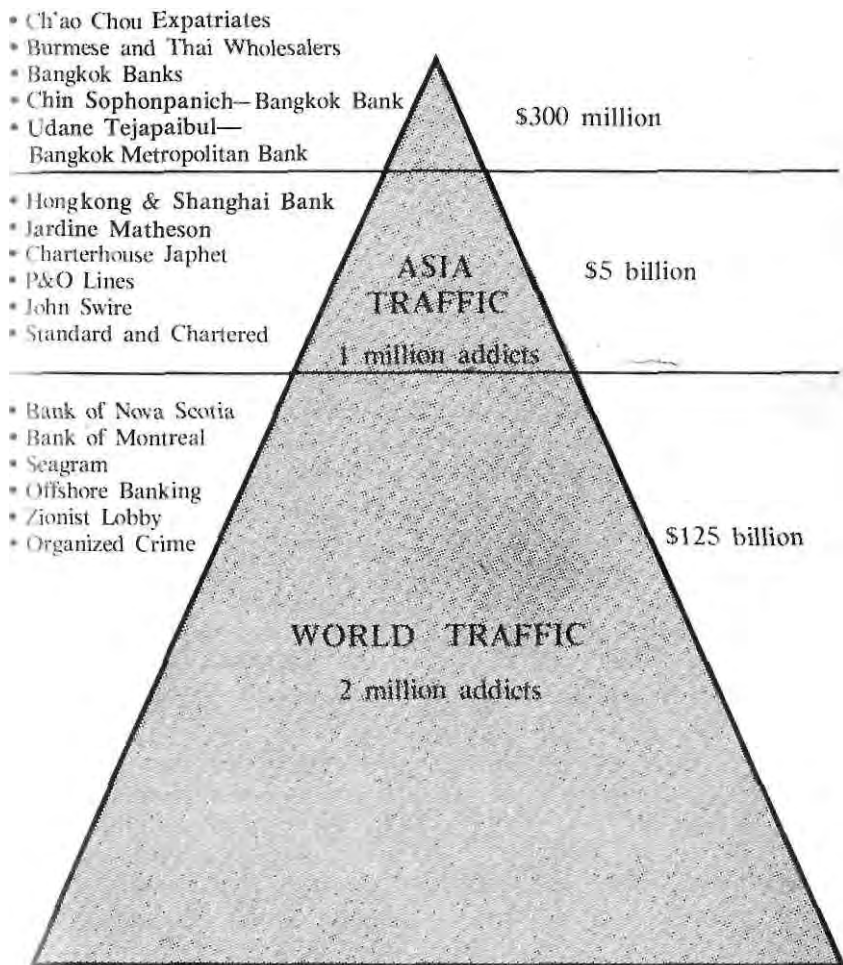 • Ch'ao Chou Expatriates
• Burmese and Thai Wholesalers
• Bangkok Banks
• Chin Sophonpanich—Bangkok Bank
• Udane Tejapaibul—
Bangkok Metropolitan Bank
$300 million
• Hongkong & Shanghai Bank
• Jardine Matheson
• Charterhouse Japhet
• P&O Lines
• John Swire
• Standard and Chartered
ASIA
TRAFFIC
1 million addicts
$5 billion
• Bank of Nova Scotia
• Bank of Montreal
• Seagram
• Offshore Banking
• Zionist Lobby
• Organized Crime
$125 billion
WORLD TRAFFIC
2 million addicts